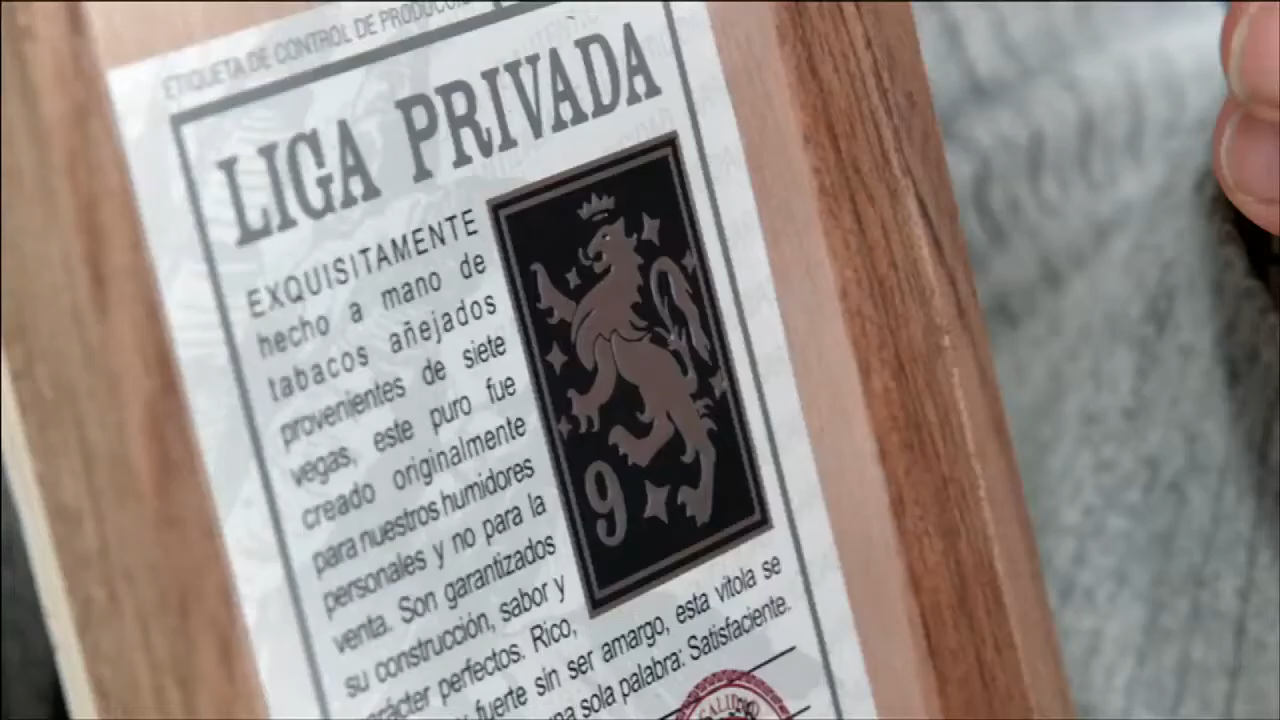 ETIQUETA DE CONTROL DE PRODUCCIÓN
LIGA PRIVADA
EXQUISITAMENTE
hecho a mano de
tabacos añejados
provenientes de siete
vegas, este puro fue
creado originalmente
para nuestros humidores
personales y no para la
venta. Son garantizados
su construcción, sabor y
carácter perfectos. Rico,
y fuerte sin ser amargo, esta vitola se
una sola palabra: Satisfaciente.
9